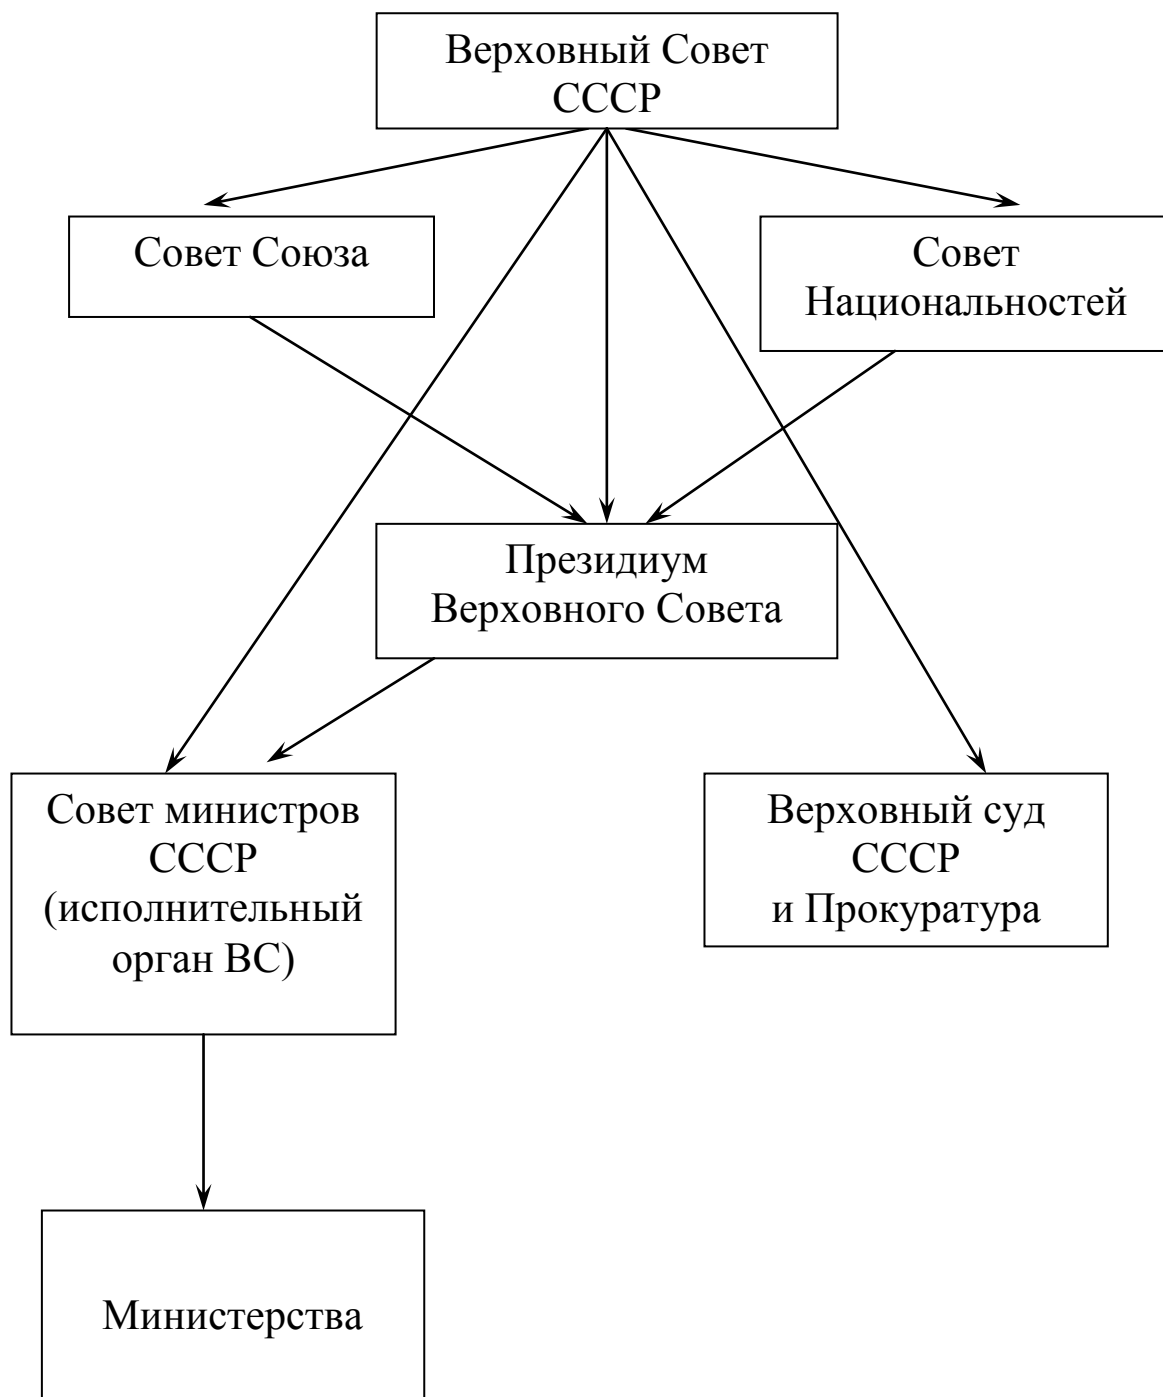 Верховный Совет
СССР
Совет Союза
Совет
Национальностей
Президиум
Верховного Совета
Совет министров
СССР
(исполнительный
орган ВС)
Верховный суд
СССР
и Прокуратура
Министерства